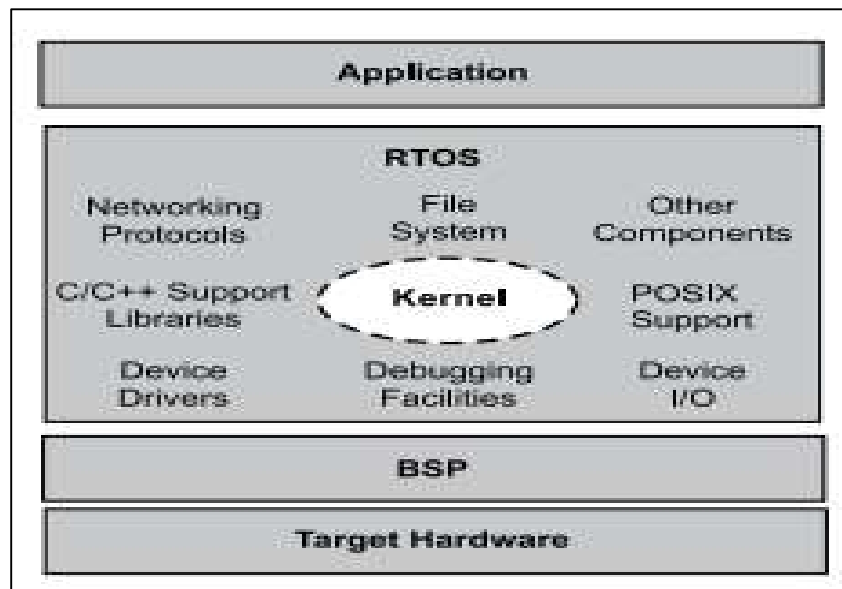 Application
RTOS
Networking Protocols
File System
Other Components
C/C++ Support Libraries
Kernel
POSIX Support
Device Drivers
Debugging Facilities
Device I/O
BSP
Target Hardware